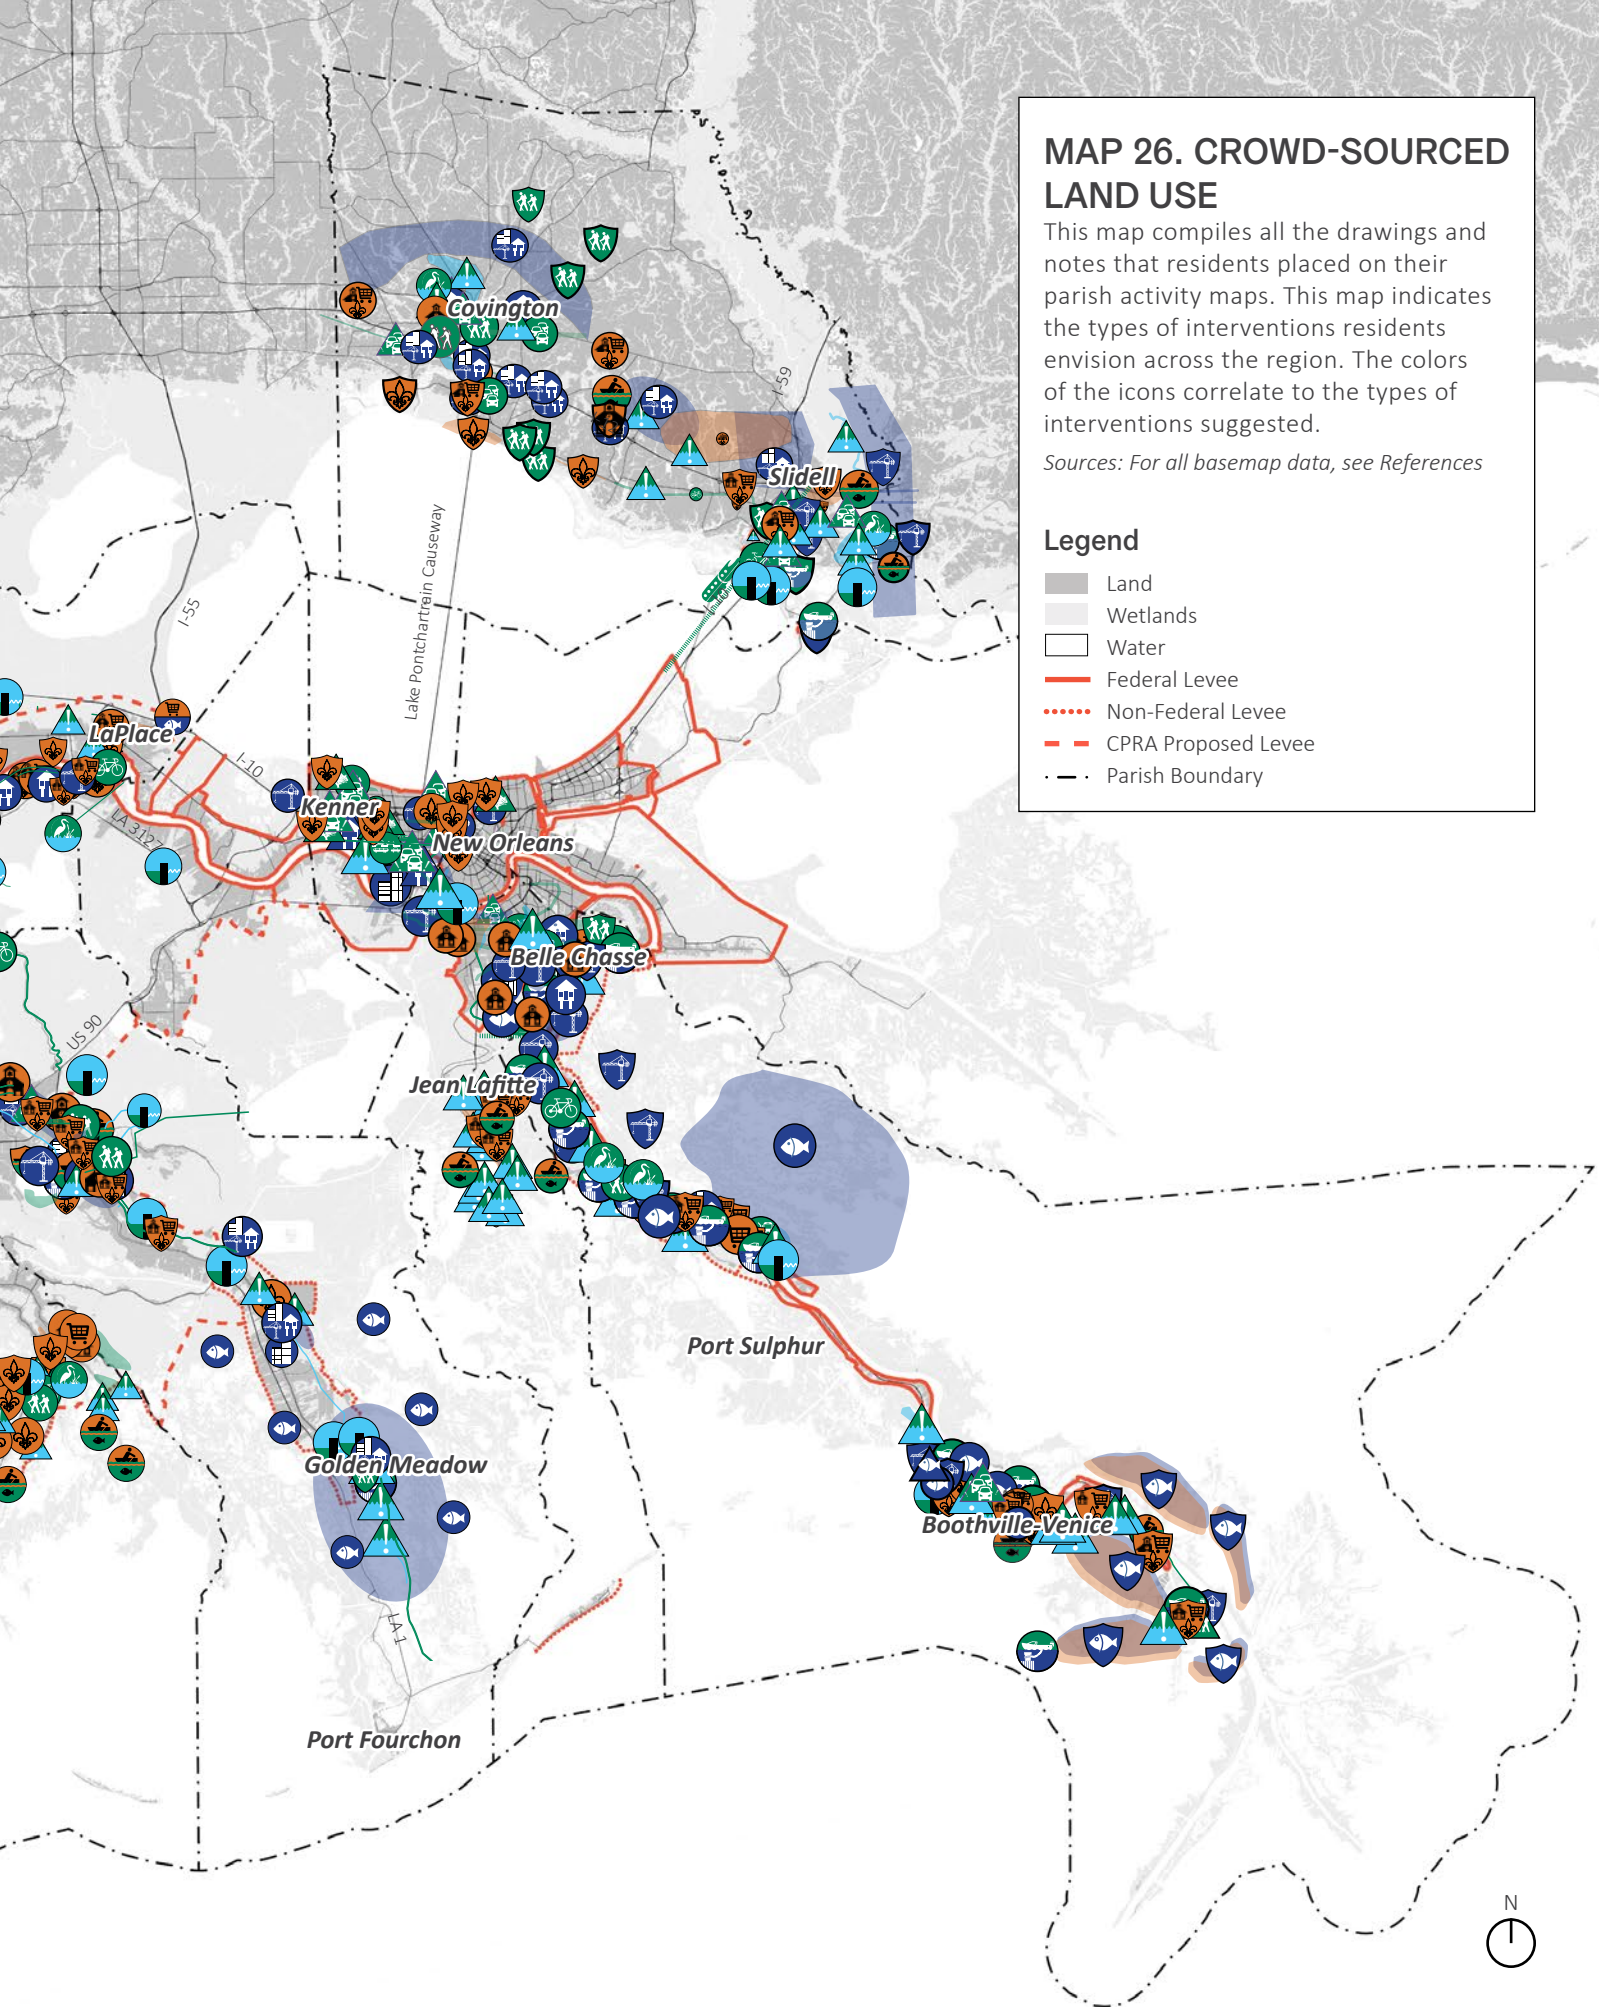 MAP 26. CROWD-SOURCED
LAND USE
This map compiles all the drawings and
notes that residents placed on their
parish activity maps. This map indicates
the types of interventions residents
envision across the region. The colors
of the icons correlate to the types of
interventions suggested.
Sources: For all basemap data, see References
Legend
Land
Wetlands
Water
Federal Levee
Non-Federal Levee
CPRA Proposed Levee
Parish Boundary
Covington
I-59
Slidell
Lake Pontchartrain Causeway
I-55
LaPlace
I-10
Kenner
LA 3127
New Orleans
Belle Chasse
US 90
Jean Lafitte
Port Sulphur
Golden Meadow
Boothville-Venice
LA 1
Port Fourchon
N